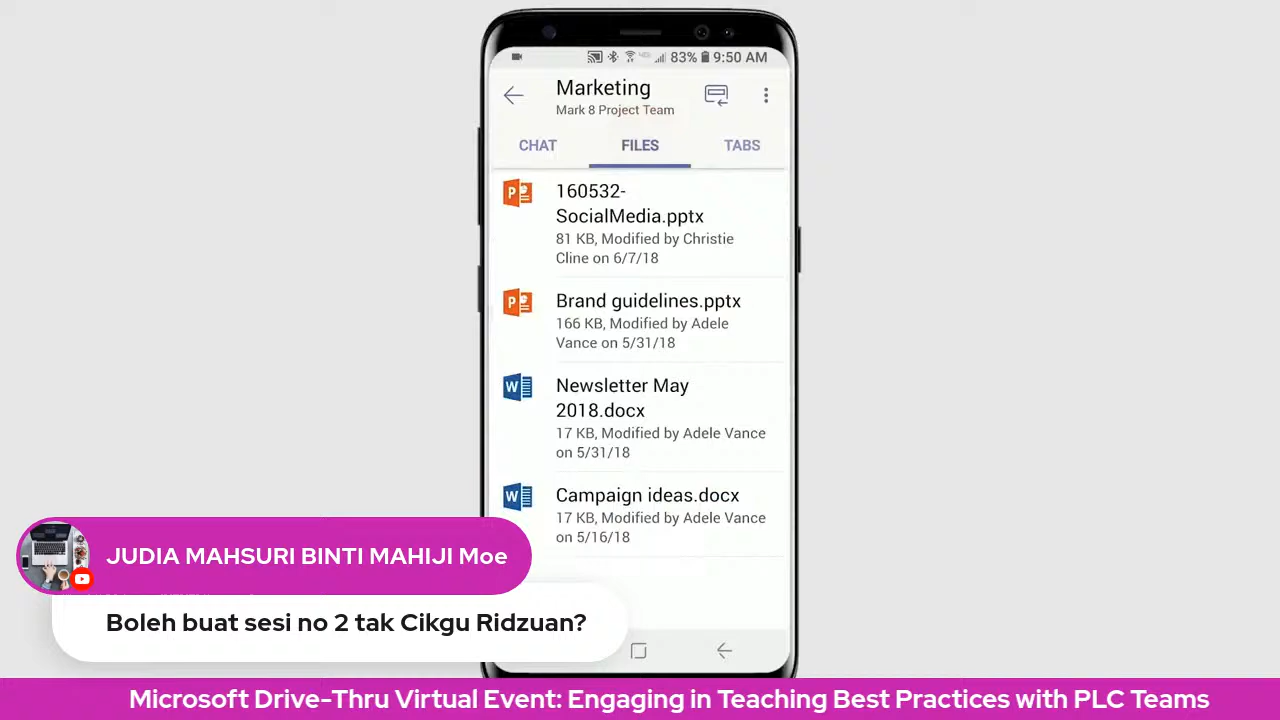 83% 9:50 AM
Marketing
Mark 8 Project Team
CHAT FILES TABS
160532-
SocialMedia.pptx
81 KB, Modified by Christie
Cline on 6/7/18
Brand guidelines.pptx
166 KB, Modified by Adele
Vance on 5/31/18
Newsletter May
2018.docx
17 KB, Modified by Adele Vance
on 5/31/18
Campaign ideas.docx
17 KB, Modified by Adele Vance
on 5/16/18
JUDIA MAHSURI BINTI MAHIJI Moe
Boleh buat sesi no 2 tak Cikgu Ridzuan?
Microsoft Drive-Thru Virtual Event: Engaging in Teaching Best Practices with PLC Teams